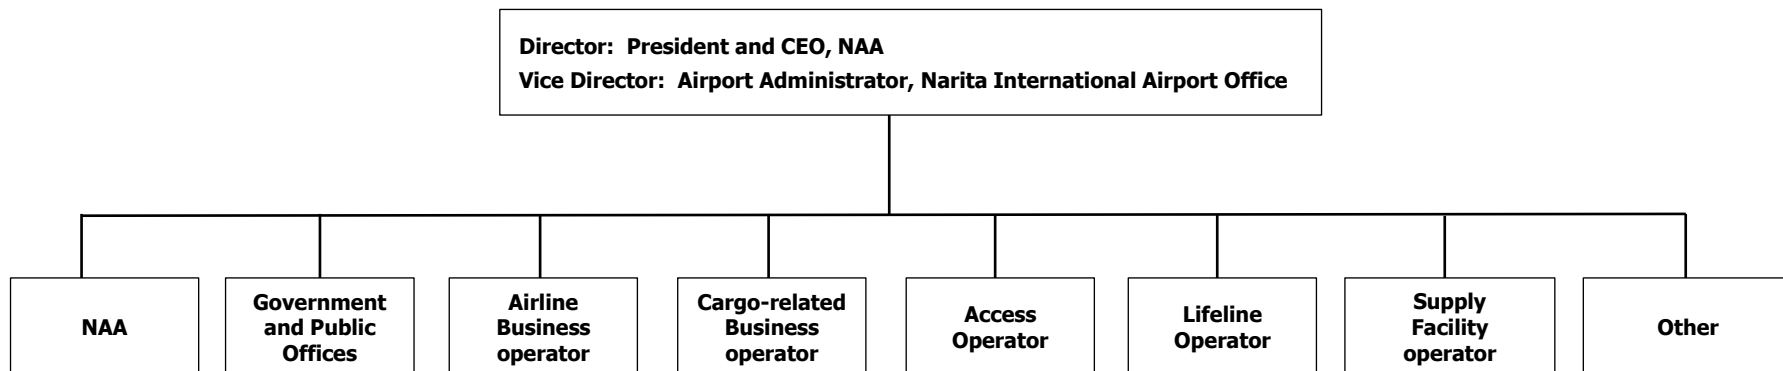 Director:  President and CEO, NAA
Vice Director:  Airport Administrator, Narita International Airport Office
NAA
Government
and Public
Offices
Airline
Business
operator
Cargo-related
Business
operator
Access
Operator
Lifeline
Operator
Supply
Facility
operator
Other